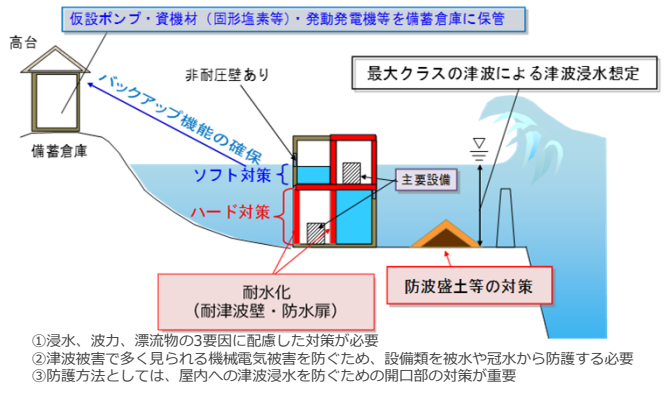 仮設ポンプ・資機材（固形塩素等）・発動発電機等を備蓄倉庫に保管
高台
非耐圧壁あり
最大クラスの津波による津波浸水想定
バックアップ機能の確保
備蓄倉庫
ソフト対策
主要設備
ハード対策
耐水化
（耐津波壁・防水扉）
防波盛土等の対策
①浸水、波力、漂流物の3要因に配慮した対策が必要
②津波被害で多く見られる機械電気被害を防ぐため、設備類を被水や冠水から防護する必要
③防護方法としては、屋内への津波浸水を防ぐための開口部の対策が重要